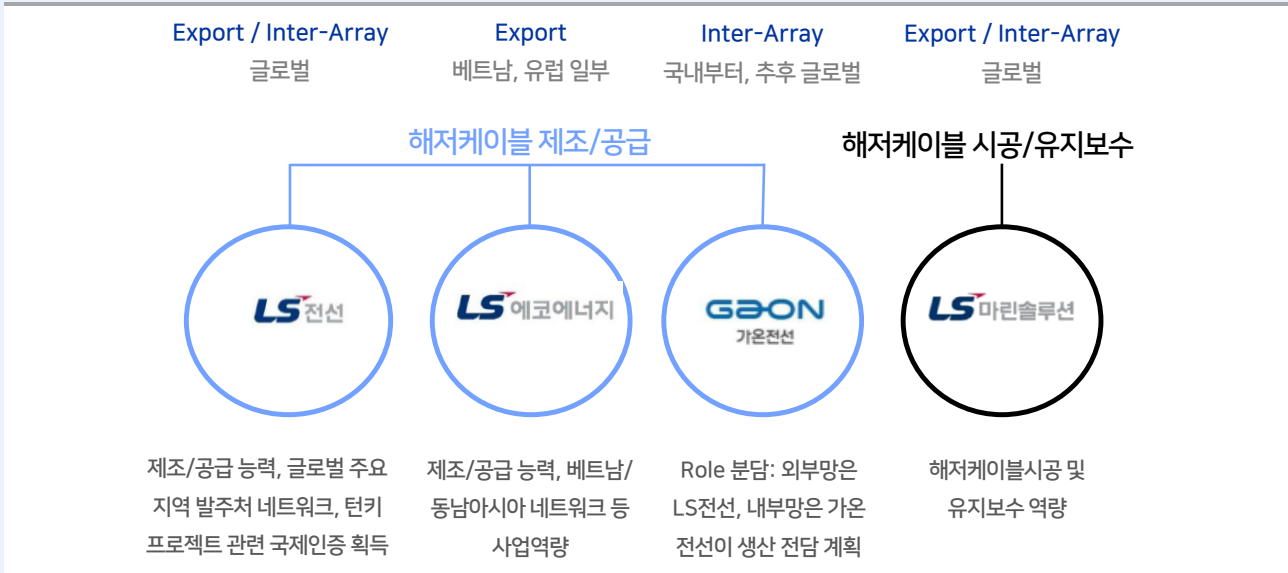 Export / Inter-Array
글로벌
Export
베트남, 유럽 일부
Inter-Array
국내부터, 추후 글로벌
Export / Inter-Array
글로벌
해저케이블 제조/공급
해저케이블 시공/유지보수
LS전선
LS 에코에너지
GAON
가온전선
LS 마린솔루션
제조/공급 능력, 글로벌 주요
지역 발주처 네트워크, 턴키
프로젝트 관련 국제인증 획득
제조/공급 능력, 베트남/
동남아시아 네트워크 등
사업역량
Role 분담: 외부망은
LS전선, 내부망은 가온
전선이 생산 전담 계획
해저케이블시공 및
유지보수 역량